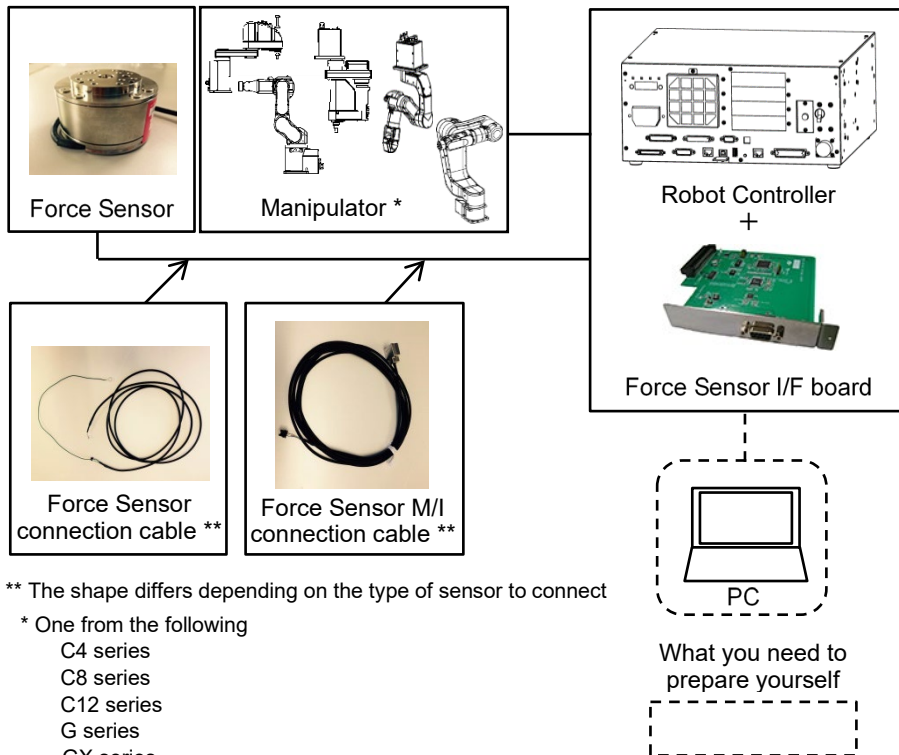 Force Sensor
Manipulator *
Robot Controller
+
Force Sensor I/F board
Force Sensor
connection cable **
Force Sensor M/I
connection cable **
PC
** The shape differs depending on the type of sensor to connect
* One from the following
C4 series
C8 series
C12 series
G series
GX series
What you need to
prepare yourself